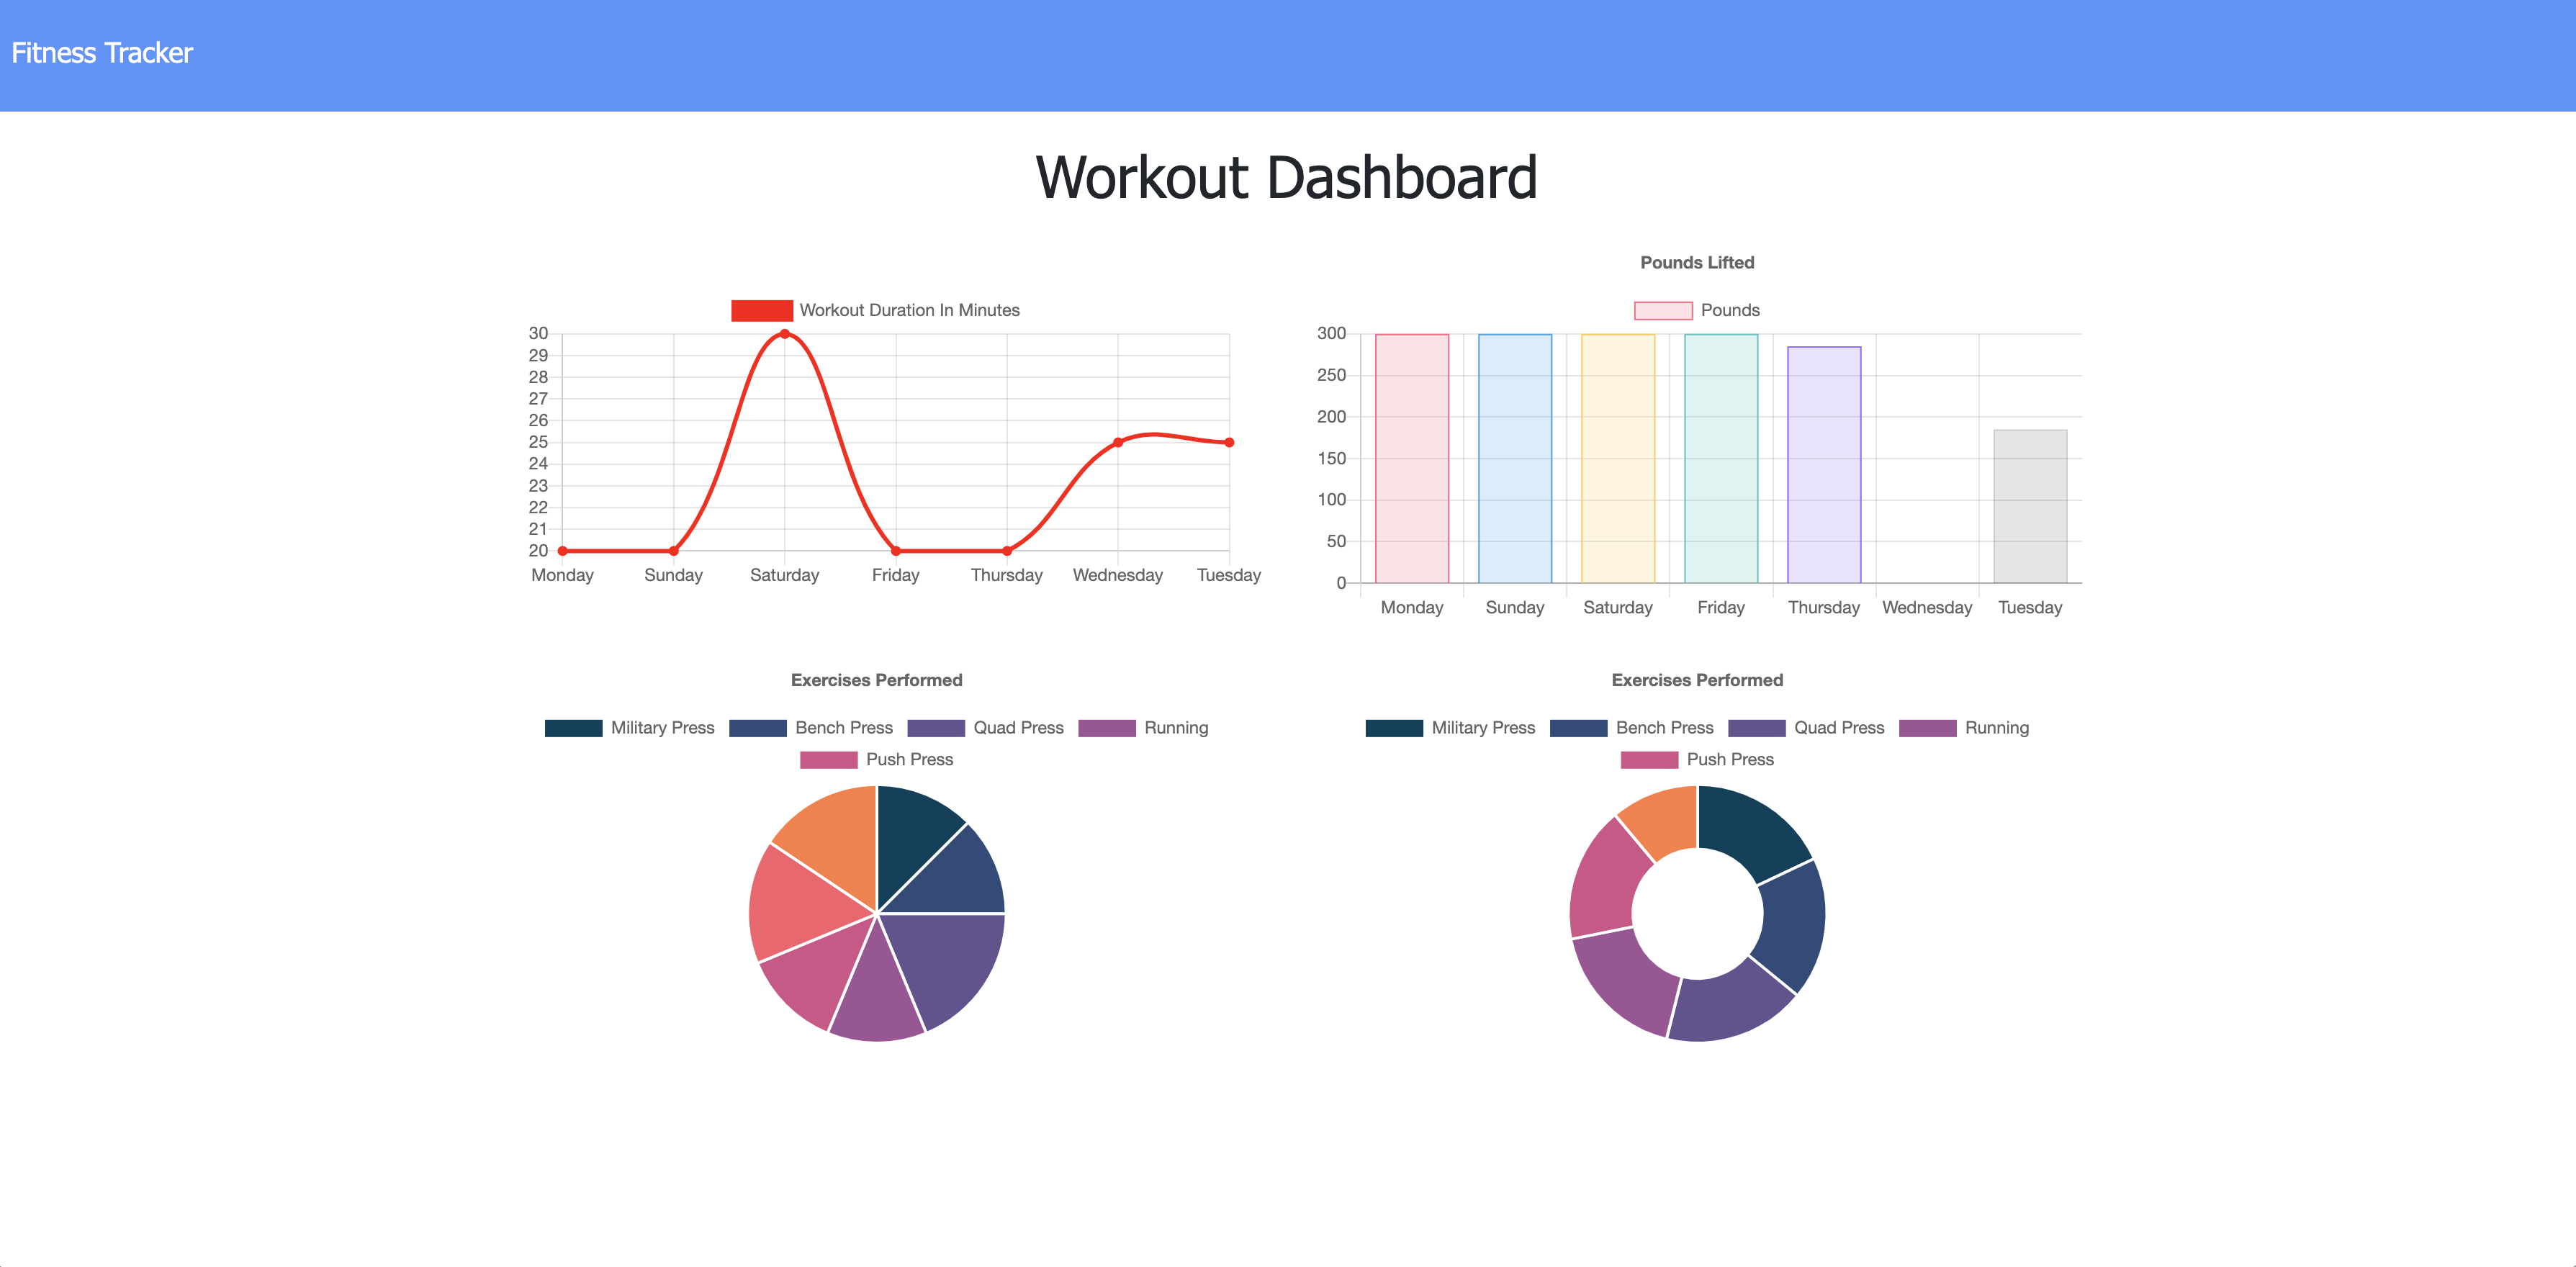 Fitness Tracker
Workout Dashboard
Workout Duration In Minutes
30
29
28
27
26
25
24
23
22
21
20
Monday Sunday Saturday Friday Thursday Wednesday Tuesday
Pounds Lifted
Pounds
300
250
200
150
100
50
0
Monday Sunday Saturday Friday Thursday Wednesday Tuesday
Exercises Performed
Military Press Bench Press Quad Press Running
Push Press
Exercises Performed
Military Press Bench Press Quad Press Running
Push Press